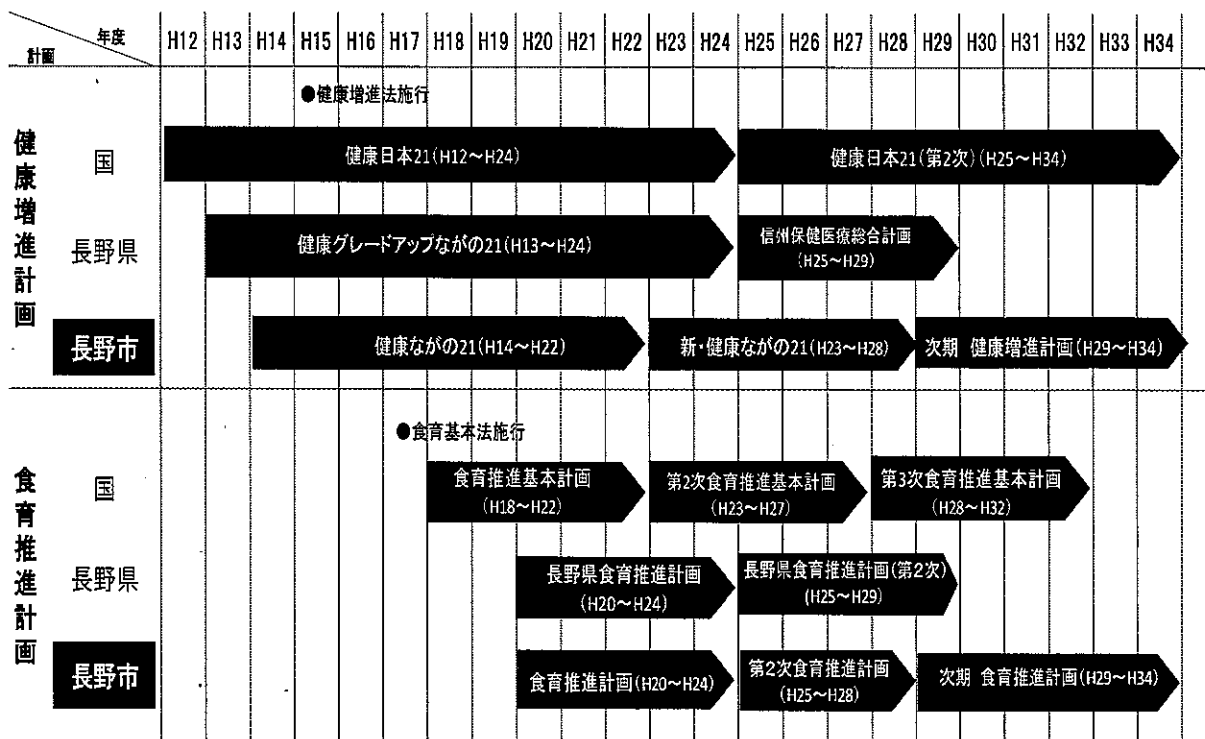 年度
計画
H12 H13 H14 H15 H16 H17 H18 H19 H20 H21 H22 H23 H24 H25 H26 H27 H28 H29 H30 H31 H32 H33 H34
健康増進計画
●健康増進法施行
国
健康日本21(H12～H24)
健康日本21(第2次)(H25～H34)
長野県
健康グレードアップながの21(H13～H24)
信州保健医療総合計画
(H25～H29)
長野市
健康ながの21(H14～H22)
新・健康ながの21(H23～H28)
次期 健康増進計画(H29～H34)
食育推進計画
●食育基本法施行
国
食育推進基本計画
(H18～H22)
第2次食育推進基本計画
(H23～H27)
第3次食育推進基本計画
(H28～H32)
長野県
長野県食育推進計画
(H20～H24)
長野県食育推進計画(第2次)
(H25～H29)
長野市
食育推進計画(H20～H24)
第2次食育推進計画
(H25～H28)
次期 食育推進計画(H29～H34)